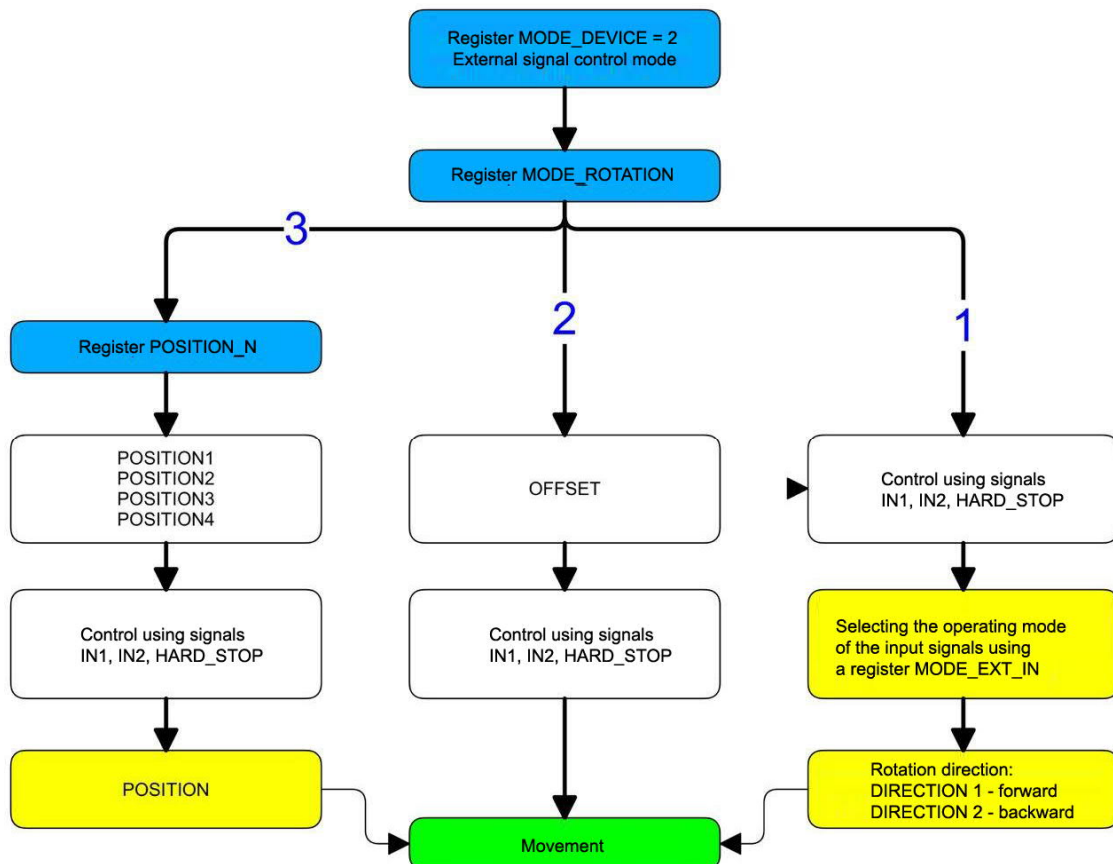 Register MODE_DEVICE = 2
External signal control mode
Register MODE_ROTATION
3
2
1
Register POSITION_N
POSITION1
POSITION2
POSITION3
POSITION4
OFFSET
Control using signals
IN1, IN2, HARD_STOP
Control using signals
IN1, IN2, HARD_STOP
Control using signals
IN1, IN2, HARD_STOP
Selecting the operating mode
of the input signals using
a register MODE_EXT_IN
POSITION
Rotation direction:
DIRECTION 1 - forward
DIRECTION 2 - backward
Movement